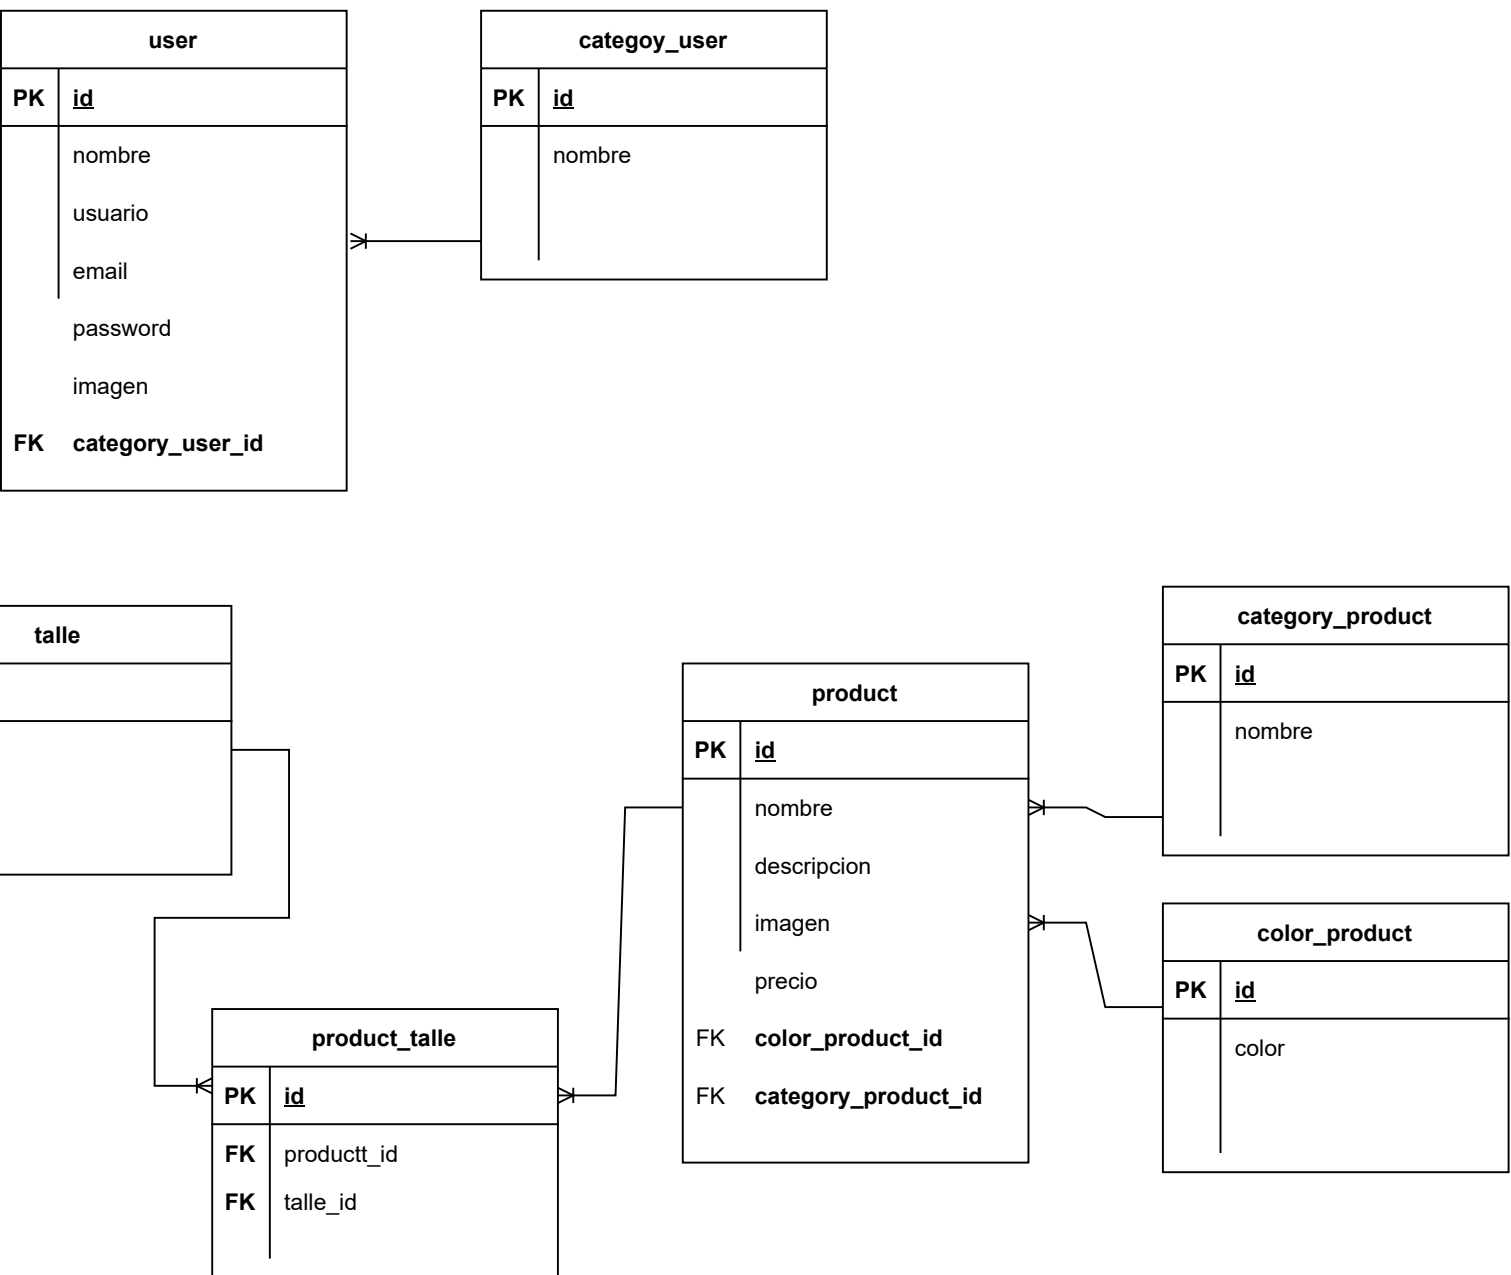 user
PK id
nombre
usuario
email
password
imagen
FK category_user_id
categoy_user
PK id
nombre
talle
product_talle
PK id
FK productt_id
FK talle_id
product
PK id
nombre
descripcion
imagen
precio
FK color_product_id
FK category_product_id
category_product
PK id
nombre
color_product
PK id
color